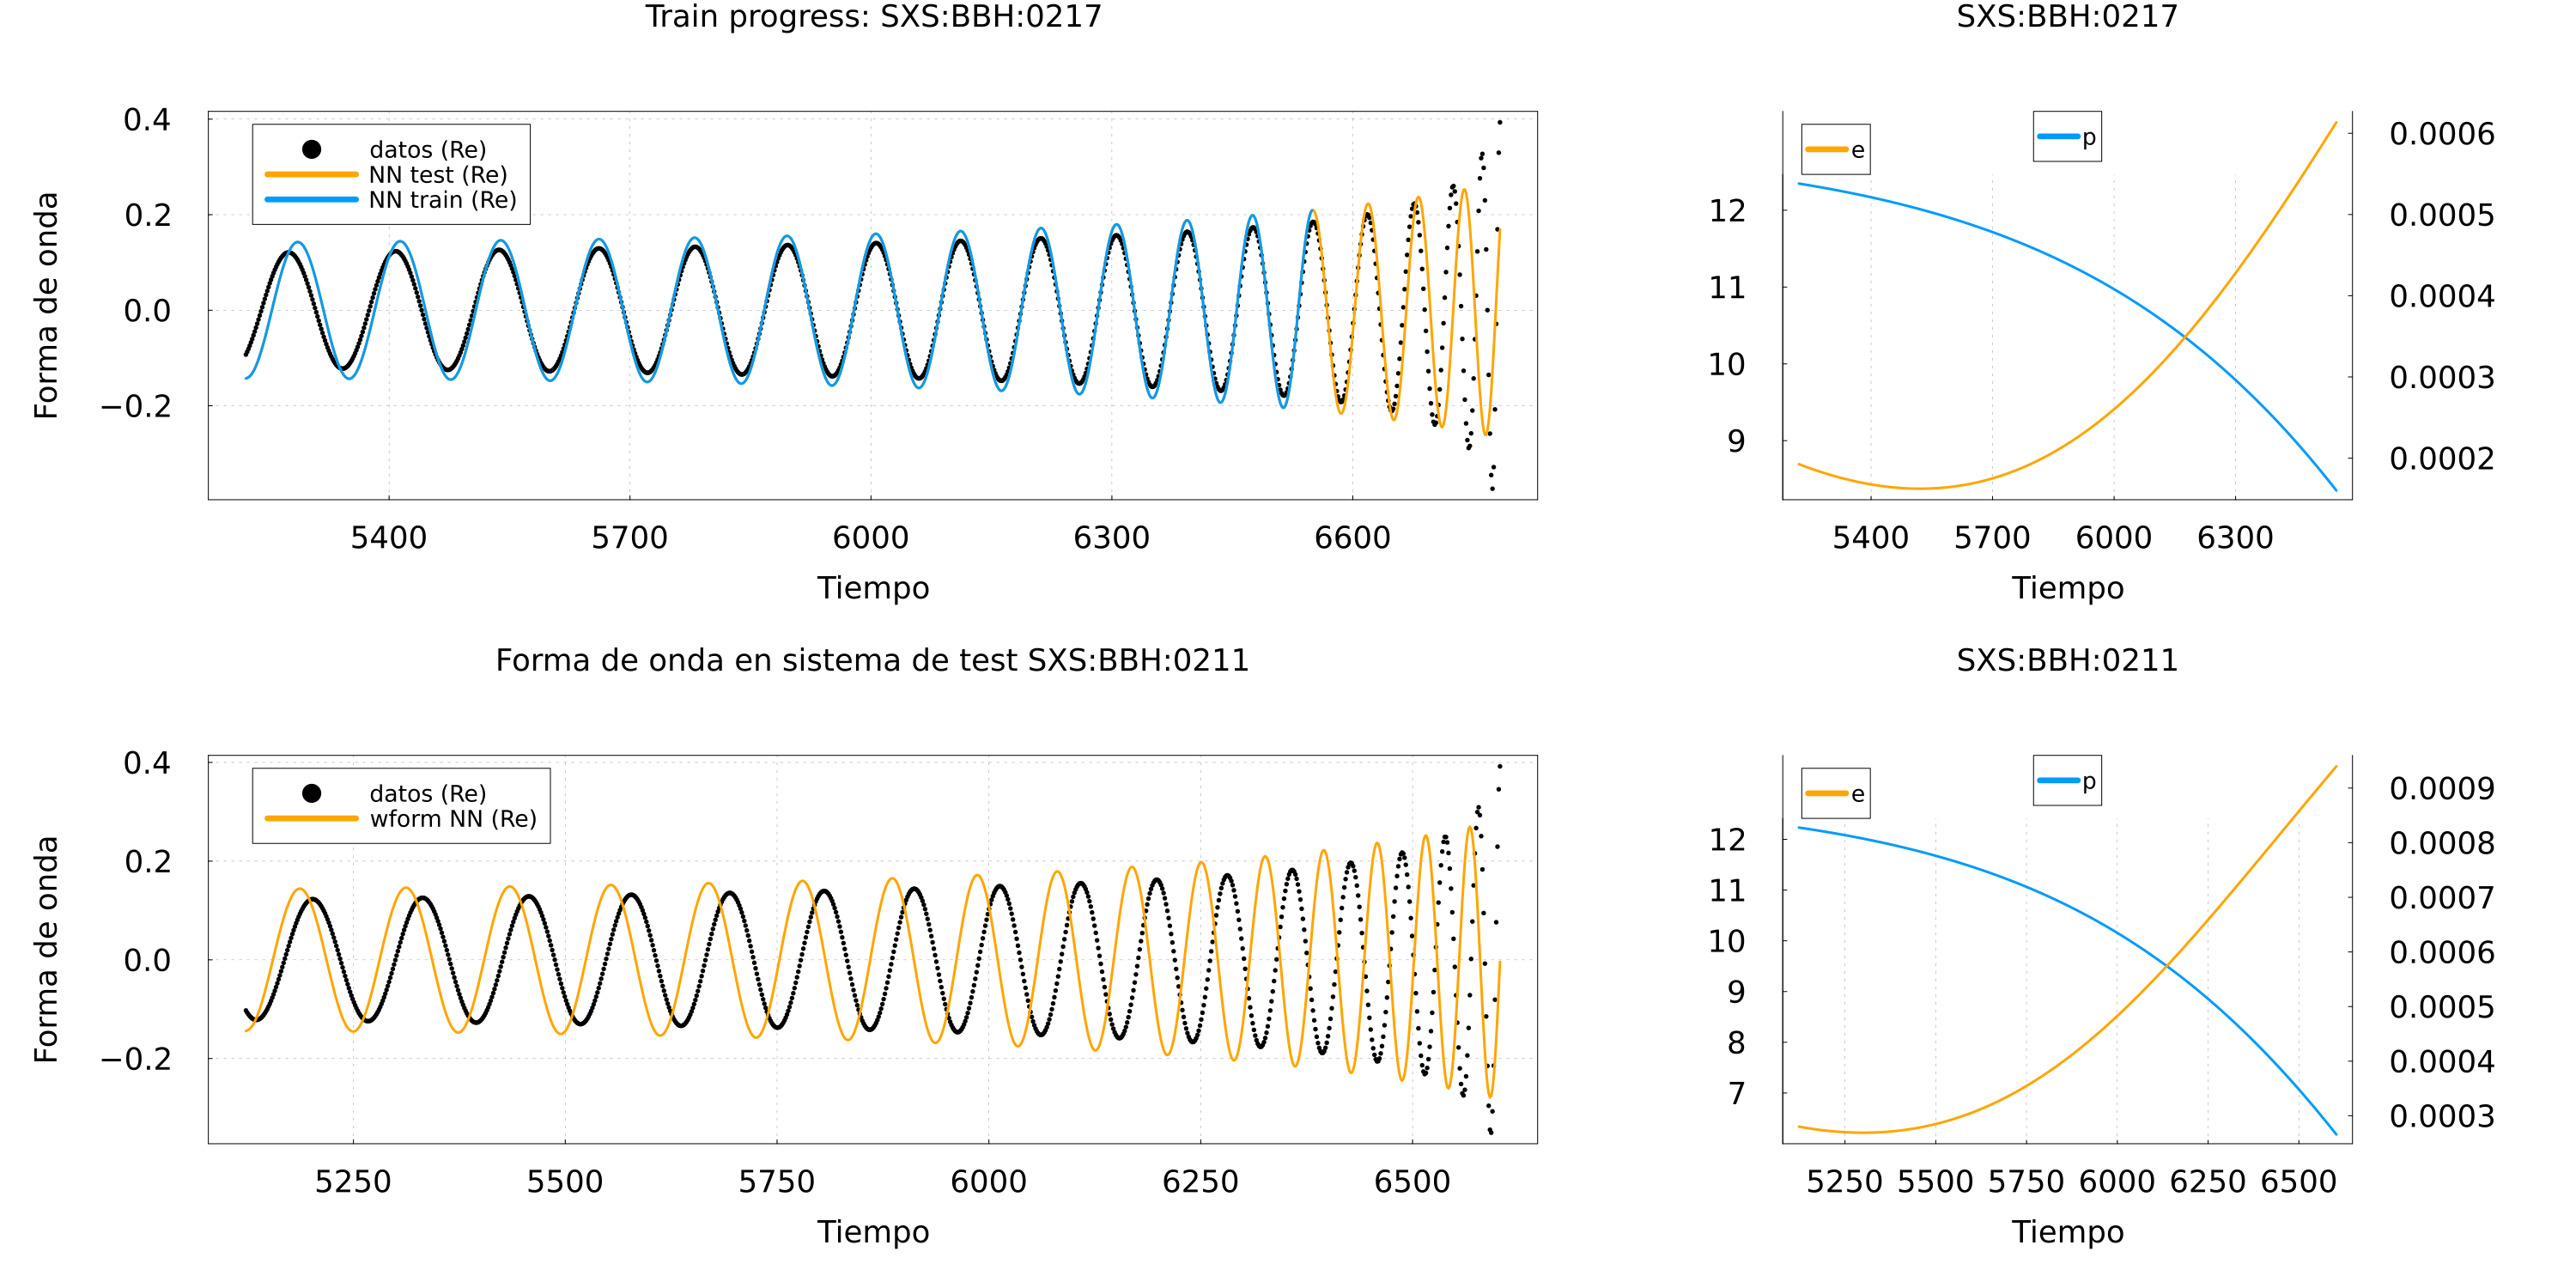 Train progress: SXS:BBH:0217
Forma de onda
0.4
0.2
0.0
−0.2
datos (Re)
NN test (Re)
NN train (Re)
5400 5700 6000 6300 6600
Tiempo
SXS:BBH:0217
e
p
12
11
10
9
0.0006
0.0005
0.0004
0.0003
0.0002
5400 5700 6000 6300
Tiempo
Forma de onda en sistema de test SXS:BBH:0211
Forma de onda
0.4
0.2
0.0
−0.2
datos (Re)
wform NN (Re)
5250 5500 5750 6000 6250 6500
Tiempo
SXS:BBH:0211
e
p
12
11
10
9
8
7
0.0009
0.0008
0.0007
0.0006
0.0005
0.0004
0.0003
5250 5500 5750 6000 6250 6500
Tiempo